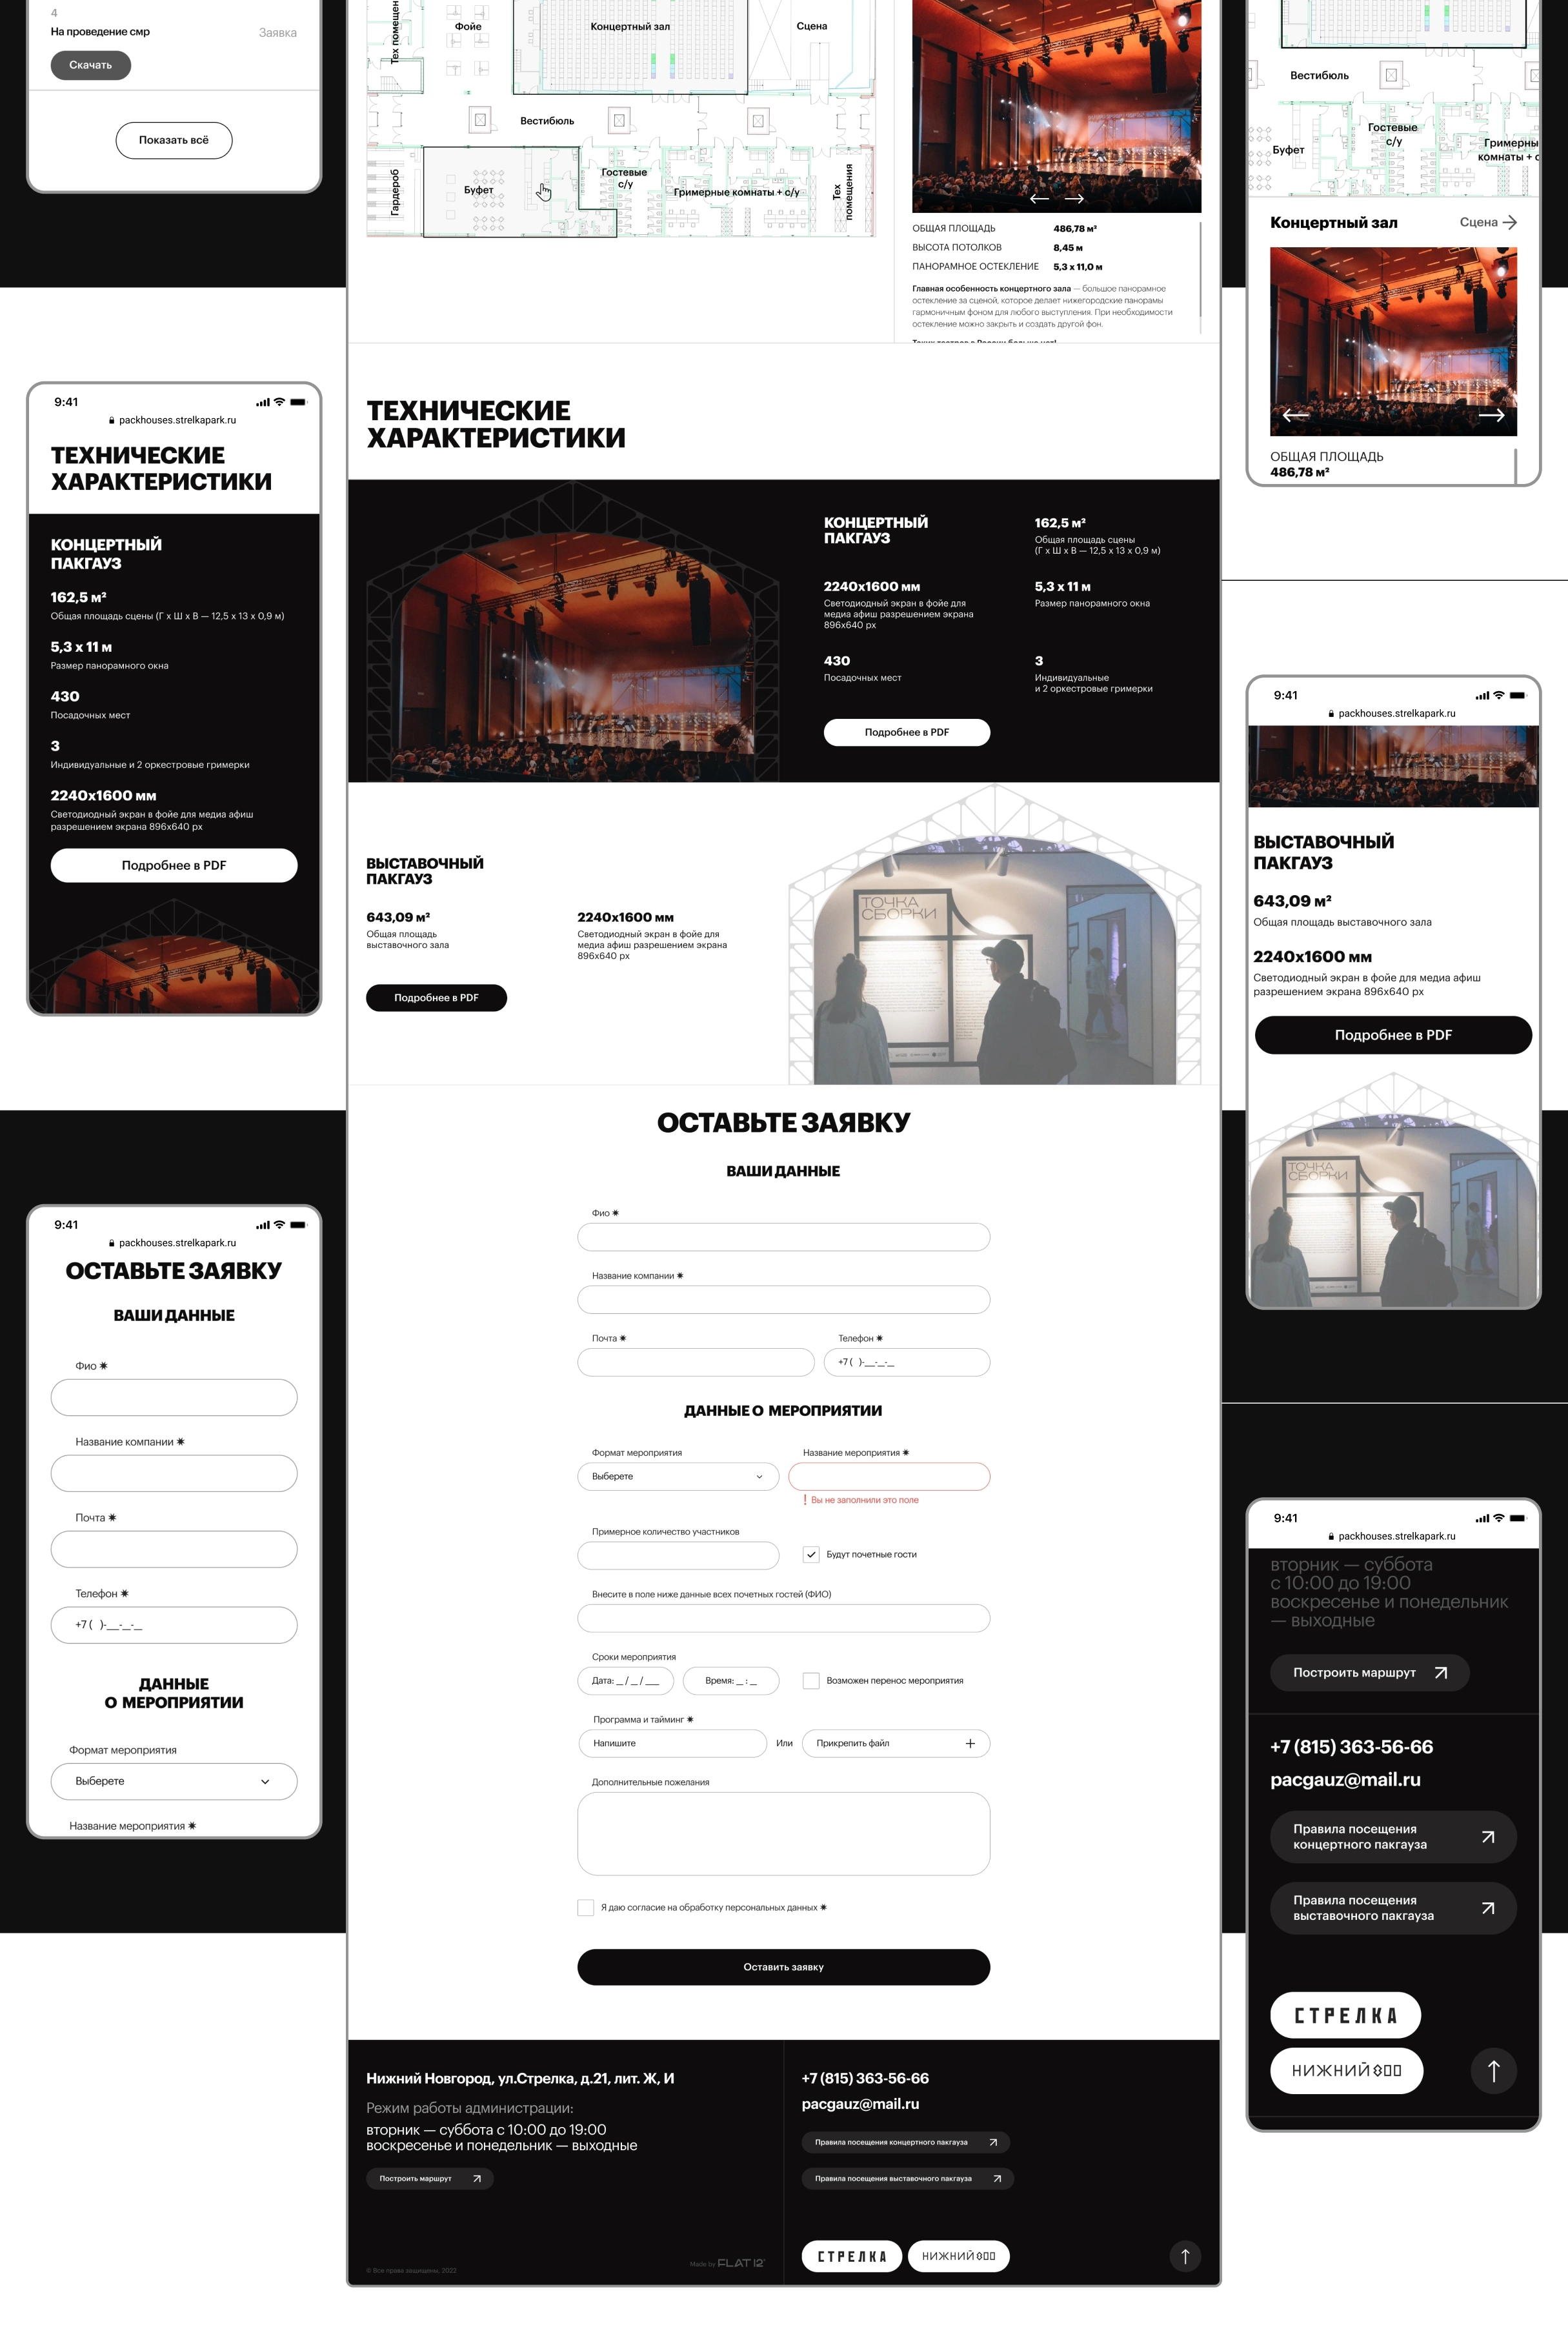 4
На проведение смр
Заявка
Скачать
Показать всё
9:41
packhouses.strelkapark.ru
ТЕХНИЧЕСКИЕ
ХАРАКТЕРИСТИКИ
КОНЦЕРТНЫЙ
ПАКГАУЗ
162,5 м²
Общая площадь сцены (Г х Ш х В — 12,5 х 13 х 0,9 м)
5,3 х 11 м
Размер панорамного окна
430
Посадочных мест
3
Индивидуальные и 2 оркестровые гримерки
2240х1600 мм
Светодиодный экран в фойе для медиа афиш
разрешением экрана 896х640 px
Подробнее в PDF
9:41
packhouses.strelkapark.ru
ОСТАВЬТЕ ЗАЯВКУ
ВАШИ ДАННЫЕ
Фио ✷
Название компании ✷
Почта ✷
Телефон ✷
+7 (   )-___-__-__
ДАННЫЕ
О МЕРОПРИЯТИИ
Формат мероприятия
Выберете
Название мероприятия ✷
Тех помещен
Фойе
Концертный зал
Сцена
Вестибюль
Гардероб
Буфет
Гостевые
с/у
Гримерные комнаты + с/у
Тех
помещения
ОБЩАЯ ПЛОЩАДЬ 486,78 м²
ВЫСОТА ПОТОЛКОВ 8,45 м
ПАНОРАМНОЕ ОСТЕКЛЕНИЕ 5,3 х 11,0 м
Главная особенность концертного зала — большое панорамное
остекление за сценой, которое делает нижегородские панорамы
гармоничным фоном для любого выступления. При необходимости
остекление можно закрыть и создать другой фон.
ТЕХНИЧЕСКИЕ
ХАРАКТЕРИСТИКИ
КОНЦЕРТНЫЙ
ПАКГАУЗ
162,5 м²
Общая площадь сцены
(Г х Ш х В — 12,5 х 13 х 0,9 м)
2240х1600 мм
Светодиодный экран в фойе для
медиа афиш разрешением экрана
896х640 px
5,3 х 11 м
Размер панорамного окна
430
Посадочных мест
3
Индивидуальные
и 2 оркестровые гримерки
Подробнее в PDF
ВЫСТАВОЧНЫЙ
ПАКГАУЗ
643,09 м²
Общая площадь
выставочного зала
2240х1600 мм
Светодиодный экран в фойе для
медиа афиш разрешением экрана
896х640 px
Подробнее в PDF
ТОЧКА
СБОРКИ
ОСТАВЬТЕ ЗАЯВКУ
ВАШИ ДАННЫЕ
Фио ✷
Название компании ✷
Почта ✷
Телефон ✷
+7 (   )-___-__-__
ДАННЫЕ О МЕРОПРИЯТИИ
Формат мероприятия
Название мероприятия ✷
Выберете
! Вы не заполнили это поле
Примерное количество участников
Будут почетные гости
Внесите в поле ниже данные всех почетных гостей (ФИО)
Сроки мероприятия
Дата: __ / __ / ____
Время: __ : __
Возможен перенос мероприятия
Программа и тайминг ✷
Напишите
Или
Прикрепить файл
Дополнительные пожелания
Я даю согласие на обработку персональных данных ✷
Оставить заявку
Нижний Новгород, ул.Стрелка, д.21, лит. Ж, И
Режим работы администрации:
вторник — суббота с 10:00 до 19:00
воскресенье и понедельник — выходные
Построить маршрут
© Все права защищены, 2022
Made by FLAT 12
+7 (815) 363-56-66
pacgauz@mail.ru
Правила посещения концертного пакгауза
Правила посещения выставочного пакгауза
СТРЕЛКА
НИЖНИЙ 800
Вестибюль
Буфет
Гостевые
с/у
Гримерны
комнаты + с
Концертный зал
Сцена
ОБЩАЯ ПЛОЩАДЬ
486,78 м²
9:41
packhouses.strelkapark.ru
ВЫСТАВОЧНЫЙ
ПАКГАУЗ
643,09 м²
Общая площадь выставочного зала
2240х1600 мм
Светодиодный экран в фойе для медиа афиш
разрешением экрана 896х640 px
Подробнее в PDF
ТОЧКА
СБОРКИ
9:41
packhouses.strelkapark.ru
вторник — суббота
с 10:00 до 19:00
воскресенье и понедельник
— выходные
Построить маршрут
+7 (815) 363-56-66
pacgauz@mail.ru
Правила посещения
концертного пакгауза
Правила посещения
выставочного пакгауза
СТРЕЛКА
НИЖНИЙ 800